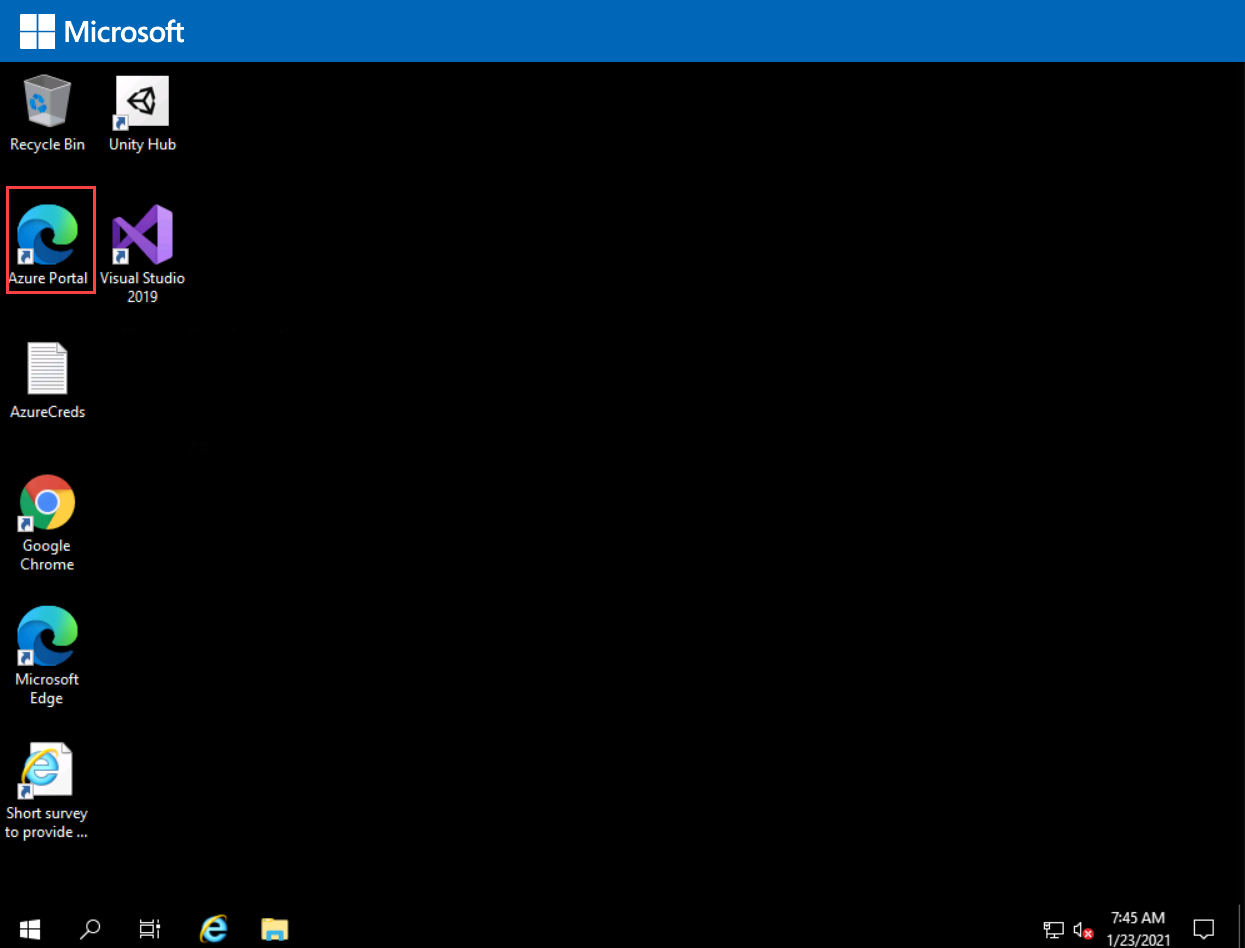 Microsoft
Recycle Bin
Unity Hub
Azure Portal
Visual Studio
2019
AzureCreds
Google
Chrome
Microsoft
Edge
Short survey
to provide ...
7:45 AM
1/23/2021